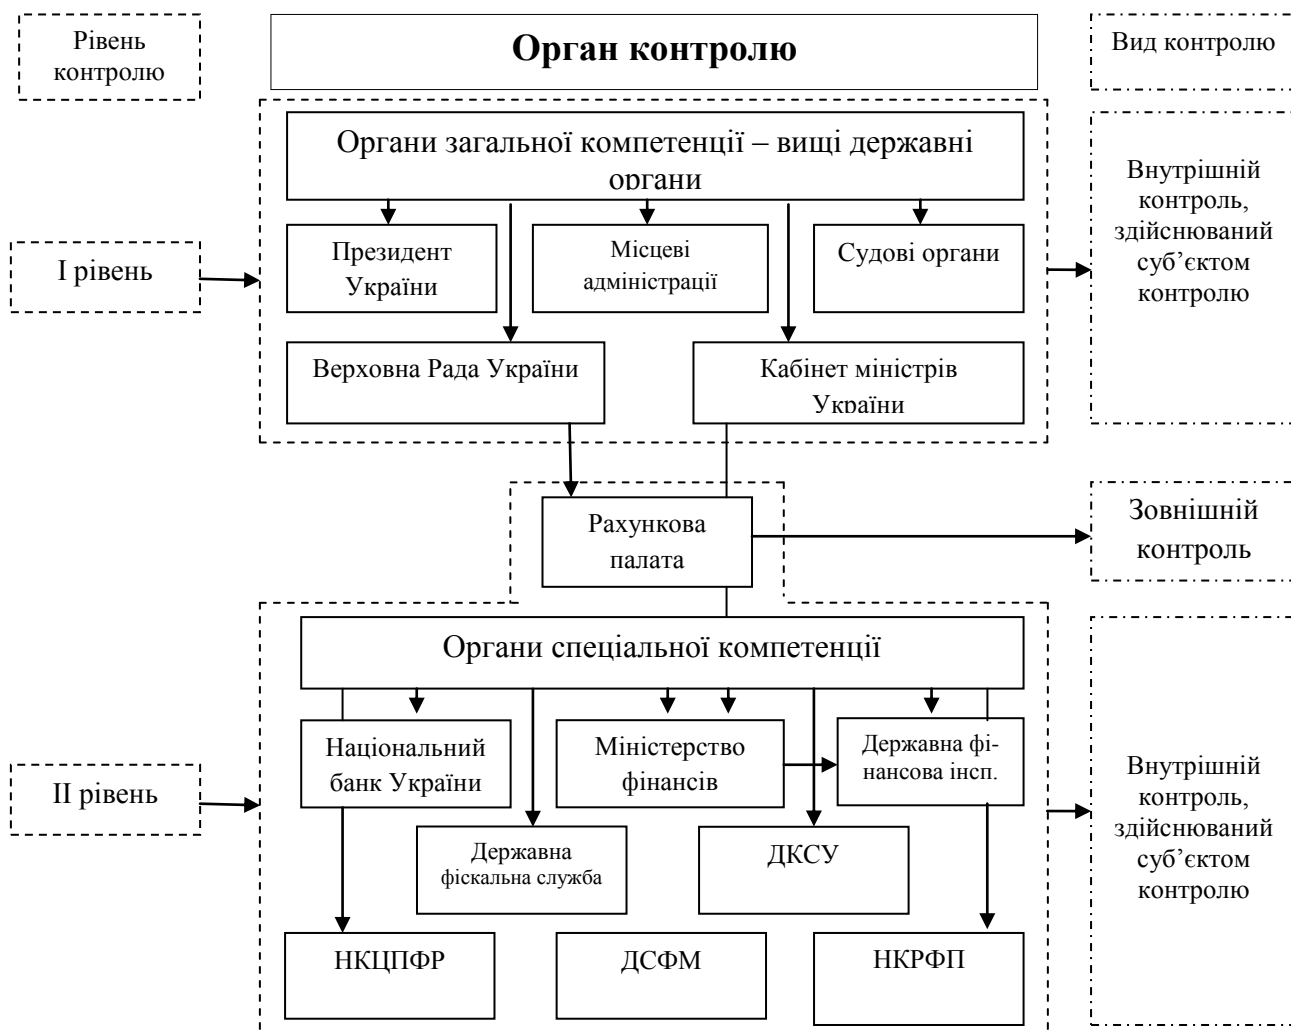 Рівень
контролю
Орган контролю
Вид контролю
Органи загальної компетенції – вищі державні
органи
І рівень
Президент
України
Місцеві
адміністрації
Судові органи
Верховна Рада України
Кабінет міністрів
України
Внутрішній
контроль,
здійснюваний
суб’єктом
контролю
Рахункова
палата
Зовнішній
контроль
Органи спеціальної компетенції
ІІ рівень
Національний
банк України
Міністерство
фінансів
Державна фі-
нансова інсп.
Державна
фіскальна служба
ДКСУ
НКЦПФР
ДСФМ
НКРФП
Внутрішній
контроль,
здійснюваний
суб’єктом
контролю